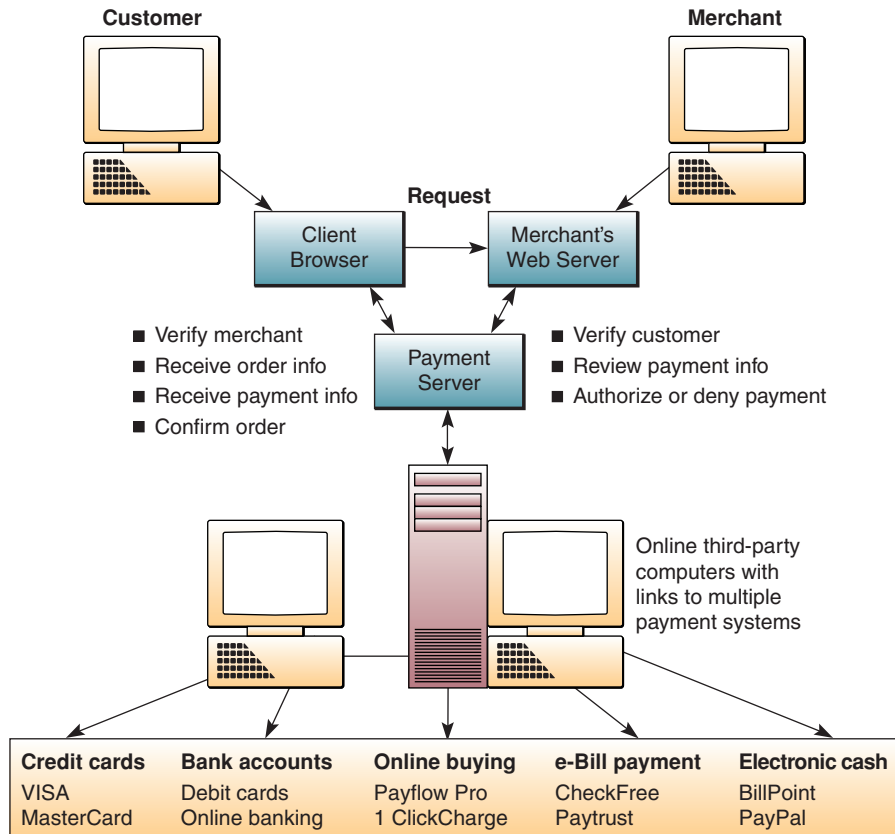 Customer
Merchant
Request
Client
Browser
Merchant's
Web Server
■ Verify merchant
■ Receive order info
■ Receive payment info
■ Confirm order
Payment
Server
■ Verify customer
■ Review payment info
■ Authorize or deny payment
Online third-party
computers with
links to multiple
payment systems
Credit cards
VISA
MasterCard
Bank accounts
Debit cards
Online banking
Online buying
Payflow Pro
1 ClickCharge
e-Bill payment
CheckFree
Paytrust
Electronic cash
BillPoint
PayPal